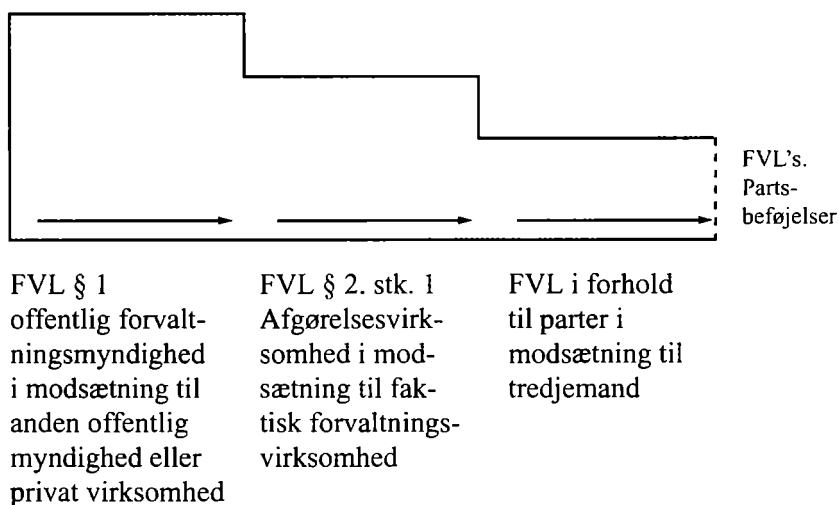 FVL's.
Parts-
beføjelser
FVL § 1
offentlig forvalt-
ningsmyndighed
i modsætning til
anden offentlig
myndighed eller
privat virksomhed
FVL § 2. stk. 1
Afgørelsesvirk-
somhed i mod-
sætning til fak-
tisk forvaltnings-
virksomhed
FVL i forhold
til parter i
modsætning til
tredjemand